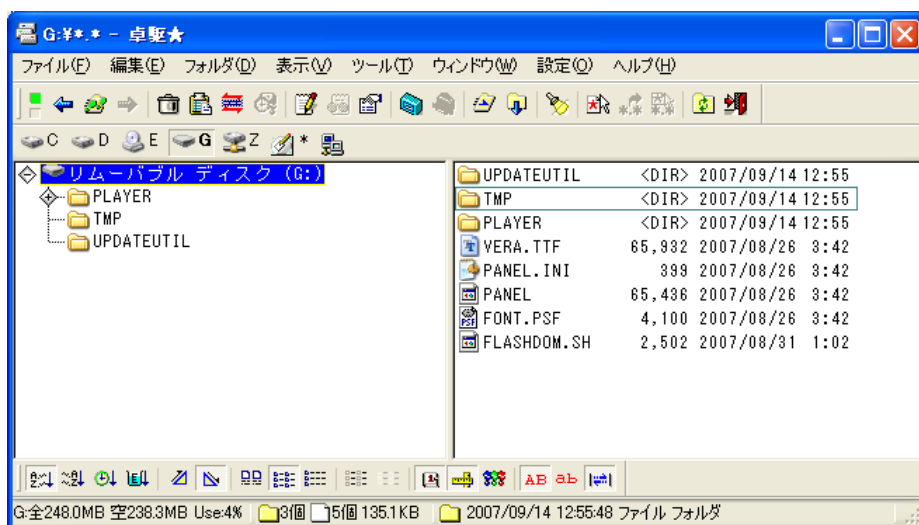 G:¥*.* - 卓駆★
ファイル(F) 編集(E) フォルダ(D) 表示(V) ツール(T) ウィンドウ(W) 設定(O) ヘルプ(H)
C D E G Z *
リムーバブル ディスク (G:)
PLAYER
TMP
UPDATEUTIL
UPDATEUTIL <DIR> 2007/09/14 12:55
TMP <DIR> 2007/09/14 12:55
PLAYER <DIR> 2007/09/14 12:55
VERA.TTF 65,932 2007/08/26 3:42
PANEL.INI 399 2007/08/26 3:42
PANEL 65,436 2007/08/26 3:42
FONT.PSF 4,100 2007/08/26 3:42
FLASHDOM.SH 2,502 2007/08/31 1:02
AB ab
G:全248.0MB 空238.3MB Use:4% 3個 5個 135.1KB 2007/09/14 12:55:48 ファイル フォルダ